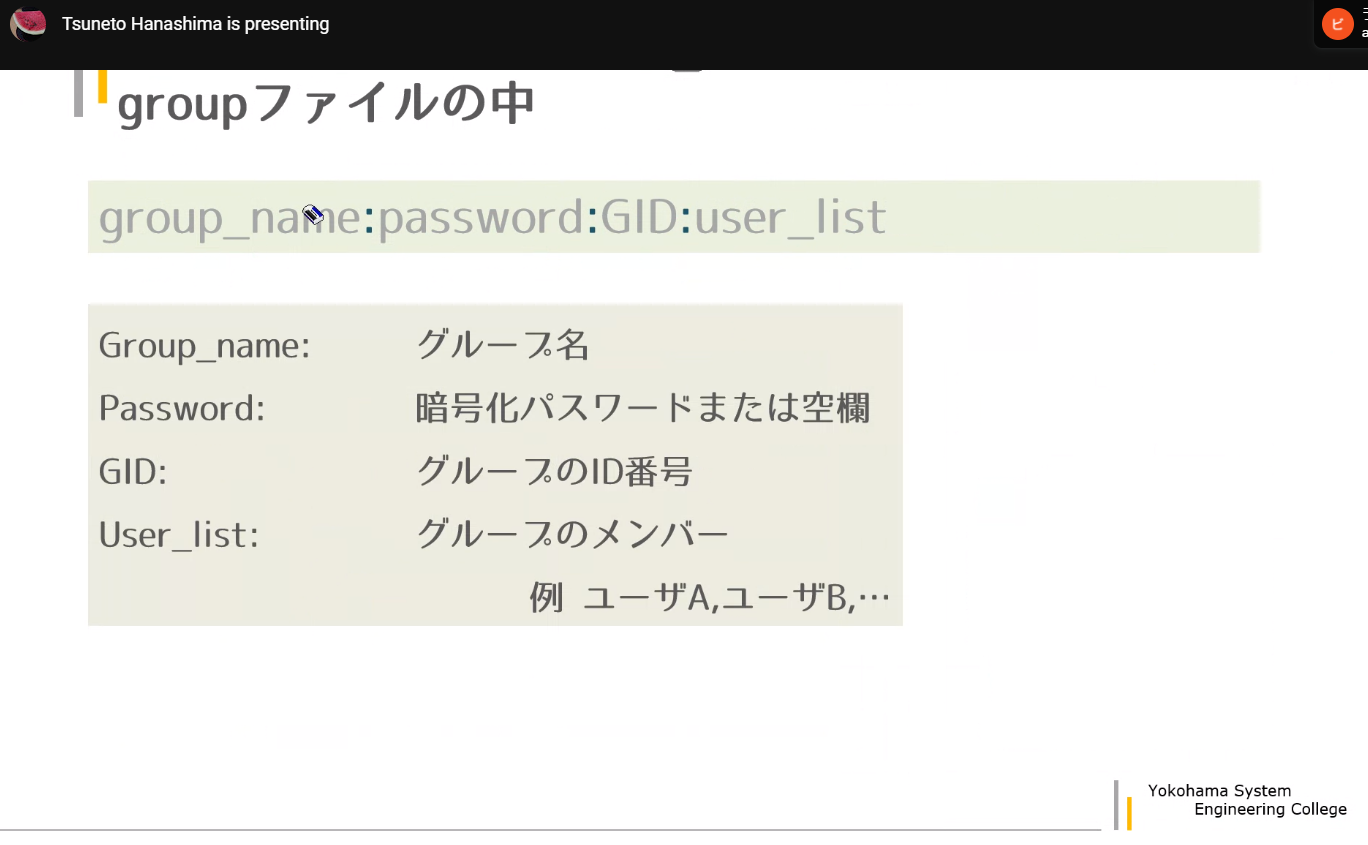 Tsuneto Hanashima is presenting
ビ
groupファイルの中
group_name:password:GID:user_list
Group_name: グループ名
Password: 暗号化パスワードまたは空欄
GID: グループのID番号
User_list: グループのメンバー
例 ユーザA,ユーザB,…
Yokohama System
Engineering College